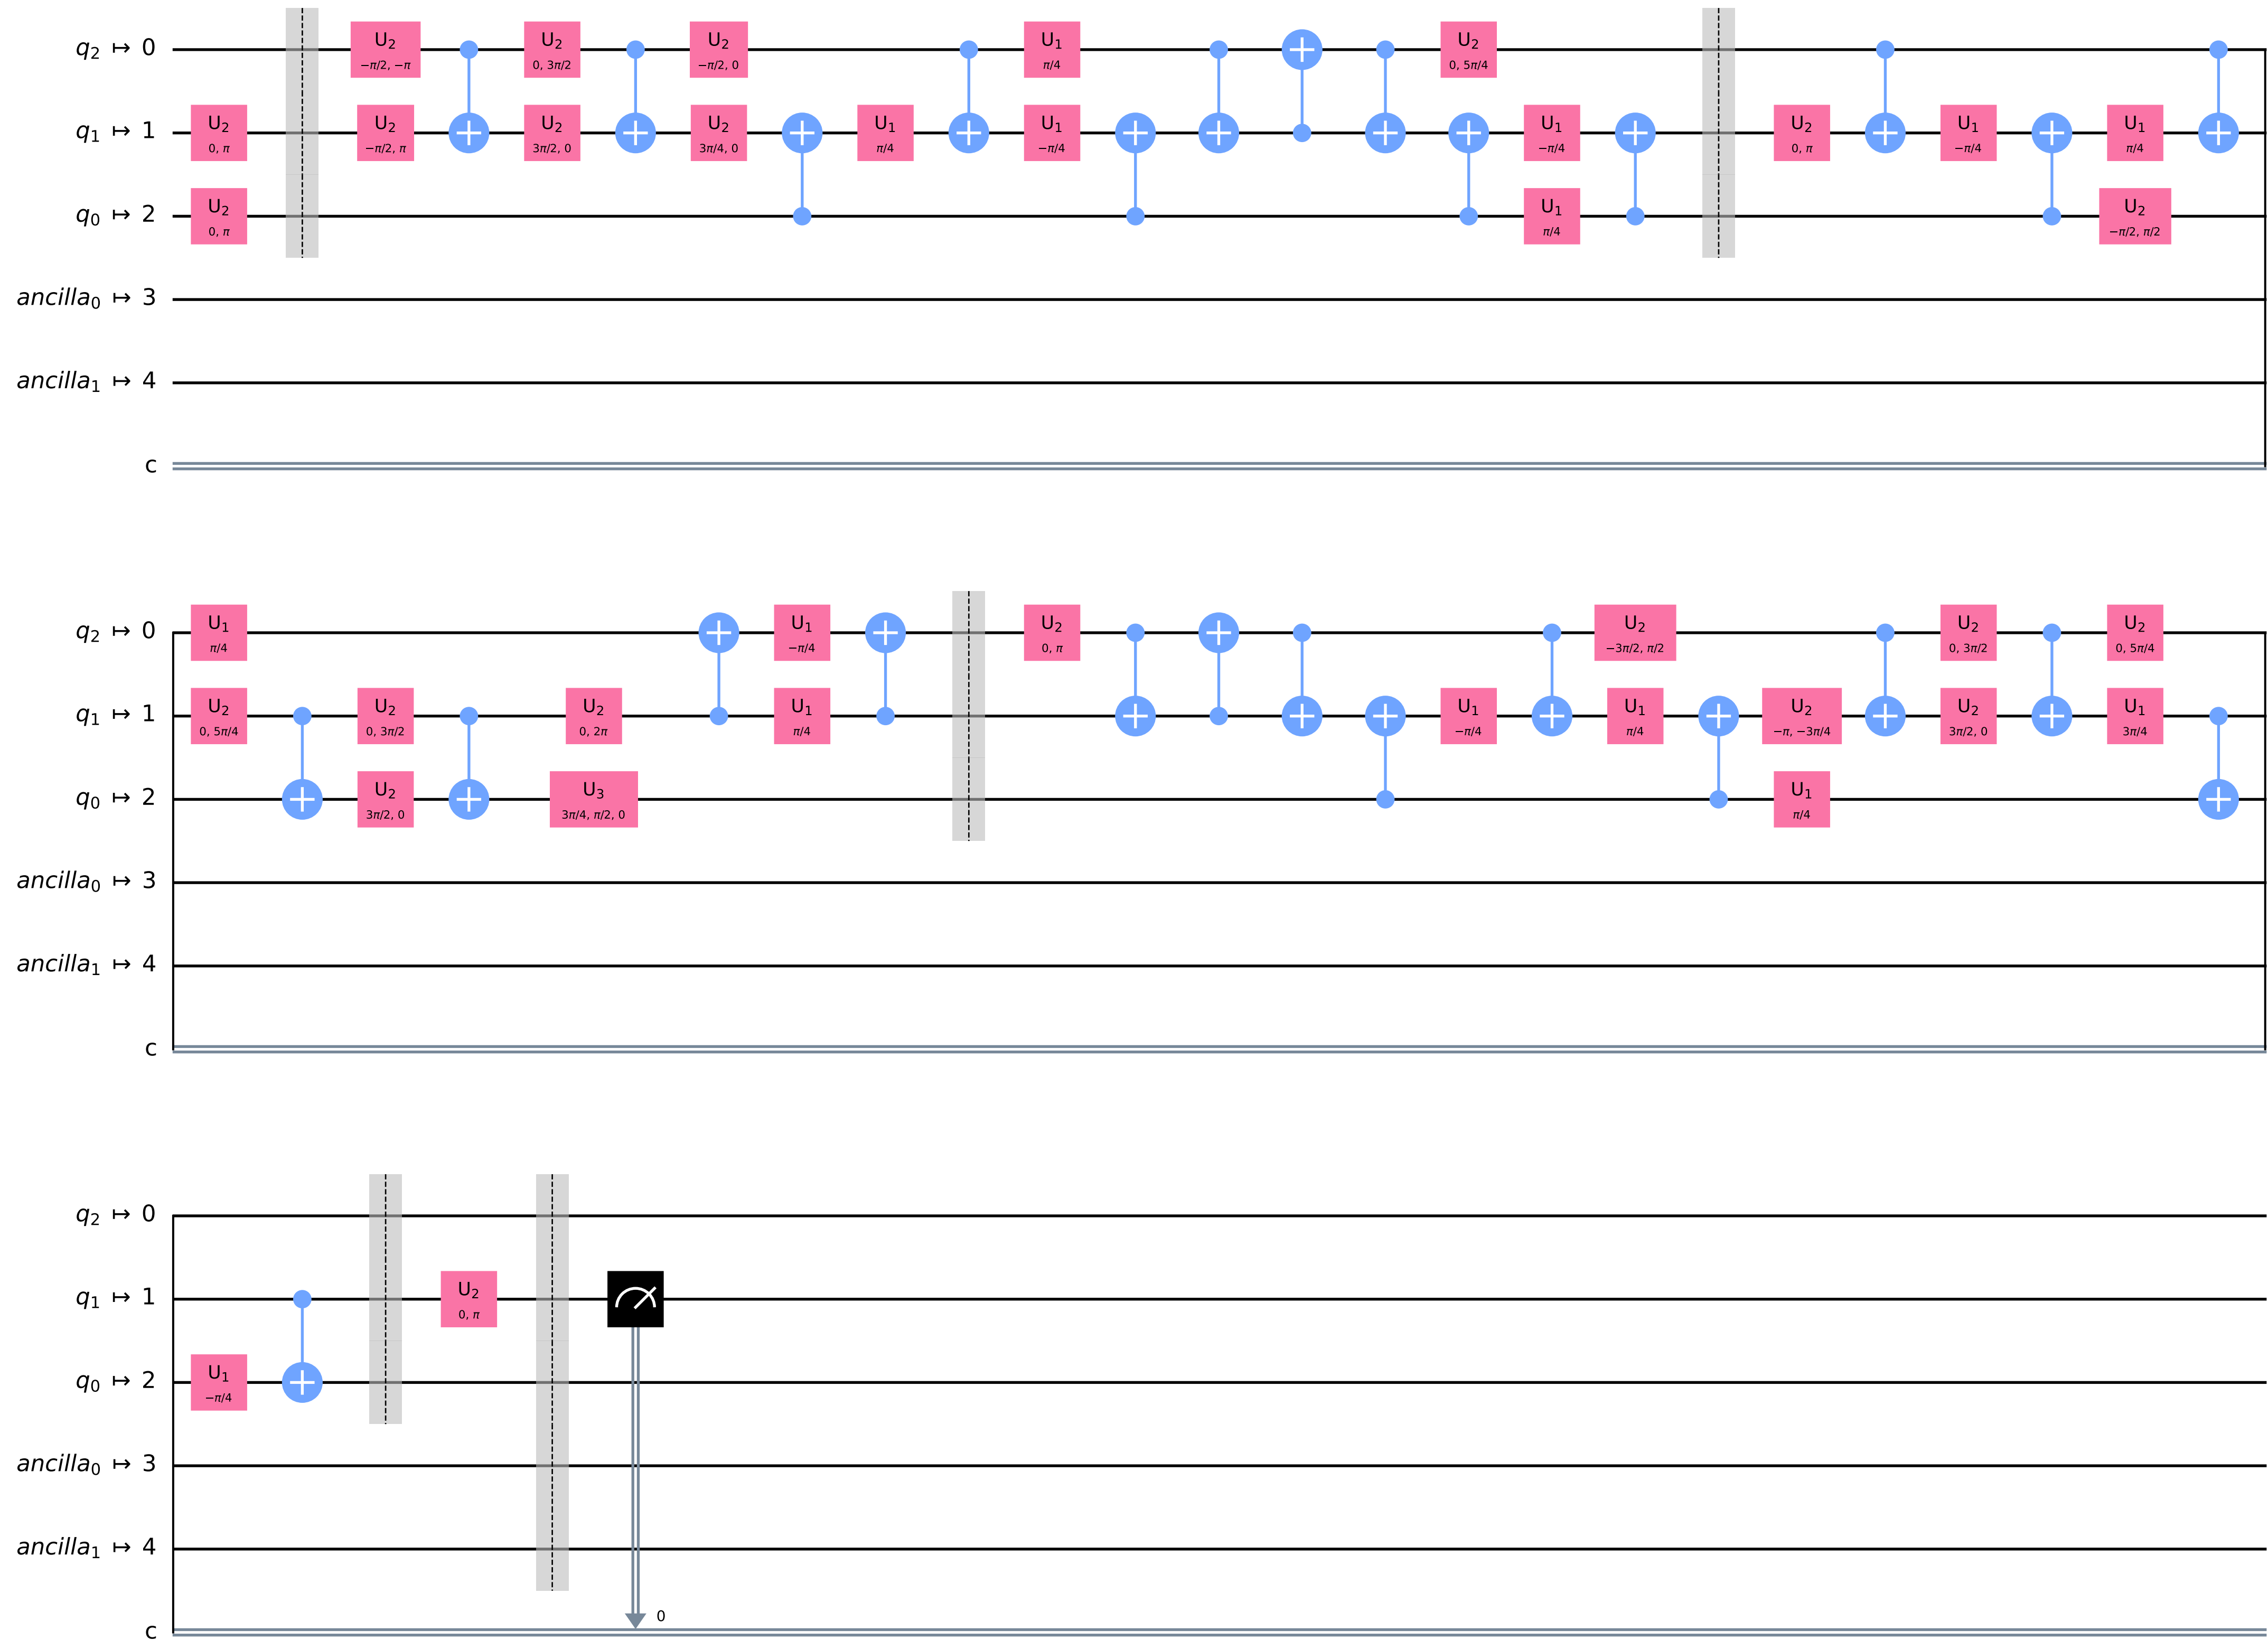 q₂ ↦ 0 U₂ −π/2, −π U₂ 0, 3π/2 U₂ −π/2, 0 U₁ π/4 U₂ 0, 5π/4
q₁ ↦ 1 U₂ 0, π U₂ −π/2, π U₂ 3π/2, 0 U₂ 3π/4, 0 U₁ π/4 U₁ −π/4 U₁ −π/4 U₂ 0, π U₁ −π/4 U₁ π/4
q₀ ↦ 2 U₂ 0, π U₁ π/4 U₂ −π/2, π/2
ancilla₀ ↦ 3
ancilla₁ ↦ 4
c
q₂ ↦ 0 U₁ π/4 U₁ −π/4 U₂ 0, π U₂ −3π/2, π/2 U₂ 0, 3π/2 U₂ 0, 5π/4
q₁ ↦ 1 U₂ 0, 5π/4 U₂ 0, 3π/2 U₂ 0, 2π U₁ π/4 U₁ −π/4 U₁ π/4 U₂ −π, −3π/4 U₂ 3π/2, 0 U₁ 3π/4
q₀ ↦ 2 U₂ 3π/2, 0 U₃ 3π/4, π/2, 0 U₁ π/4
ancilla₀ ↦ 3
ancilla₁ ↦ 4
c
q₂ ↦ 0
q₁ ↦ 1 U₂ 0, π
q₀ ↦ 2 U₁ −π/4
ancilla₀ ↦ 3
ancilla₁ ↦ 4
0
c